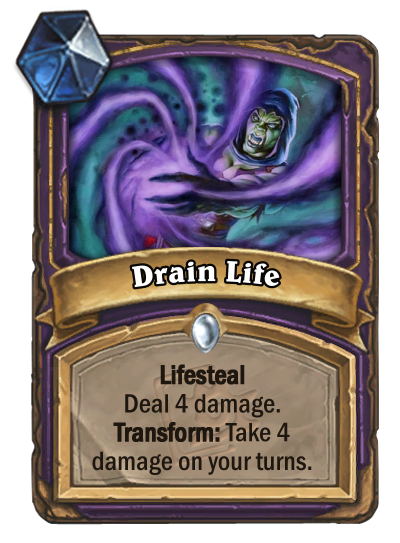 Drain Life
Lifesteal
Deal 4 damage.
Transform: Take 4
damage on your turns.